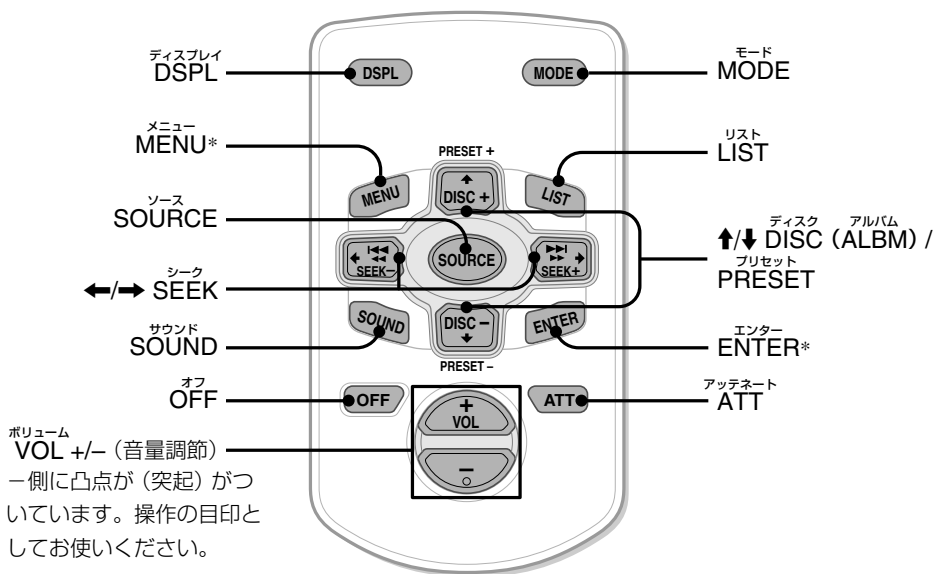 ディスプレイ
DSPL
メニュー
MENU*
ソース
SOURCE
シーク
←/→ SEEK
サウンド
SOUND
オフ
OFF
ボリューム
VOL +/– （音量調節）
－側に凸点が（突起）がつ
いています。操作の目印と
してお使いください。
DSPL
MODE
PRESET +
MENU
↑
DISC +
LIST
SEEK–
SOURCE
SEEK+
SOUND
DISC –
↓
ENTER
PRESET –
OFF
ATT
+
VOL
–
モード
MODE
リスト
LIST
ディスク アルバム
↑/↓ DISC（ALBM）/
プリセット
PRESET
エンター
ENTER*
アッテネート
ATT